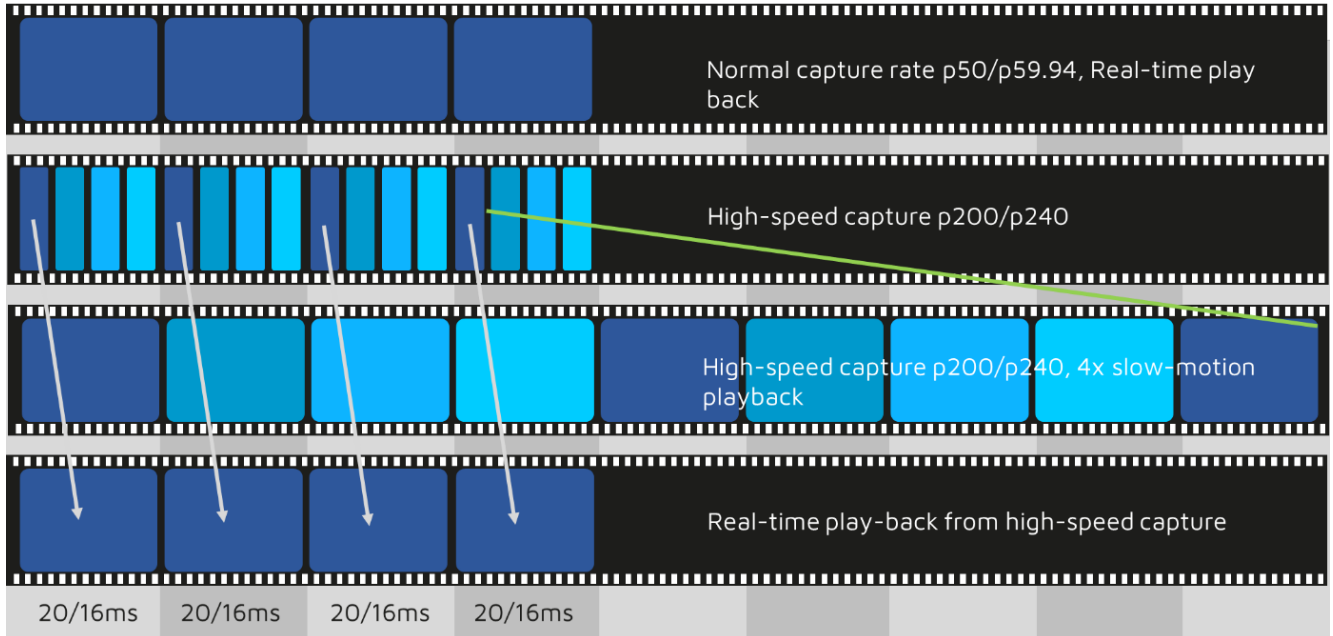 Normal capture rate p50/p59.94, Real-time play
back
High-speed capture p200/p240
High-speed capture p200/p240, 4x slow-motion
playback
Real-time play-back from high-speed capture
20/16ms 20/16ms 20/16ms 20/16ms